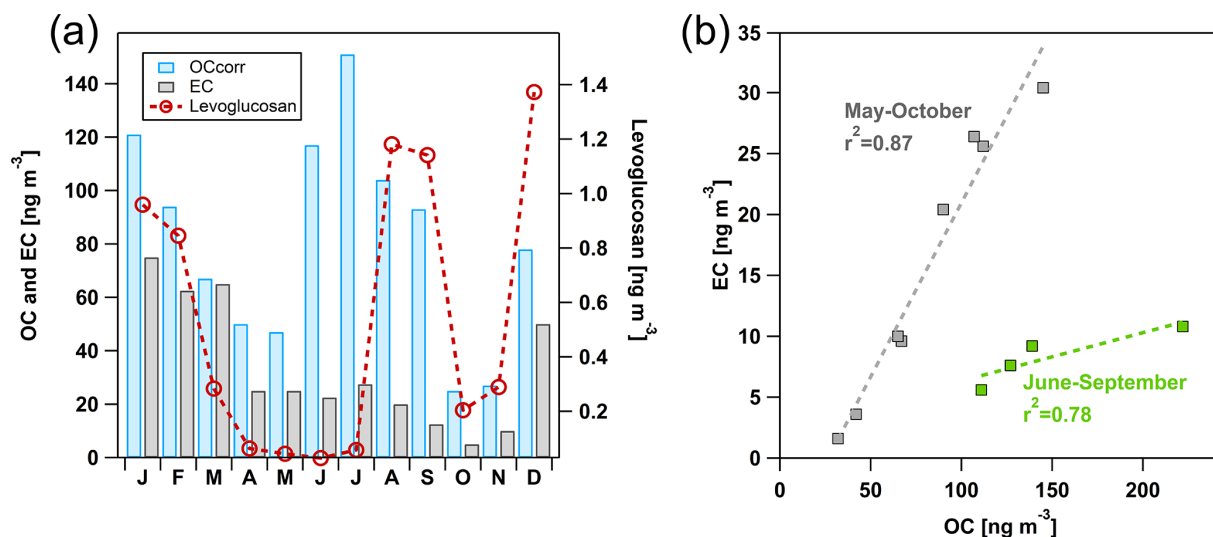 (a)
OCcorr
EC
Levoglucosan
OC and EC [ng m⁻³]
140
120
100
80
60
40
20
0
J F M A M J J A S O N D
1.4
1.2
1.0
0.8
0.6
0.4
0.2
Levoglucosan [ng m⁻³]
(b)
EC [ng m⁻³]
35
30
25
20
15
10
5
0
May-October
r²=0.87
June-September
r²=0.78
0 50 100 150 200
OC [ng m⁻³]